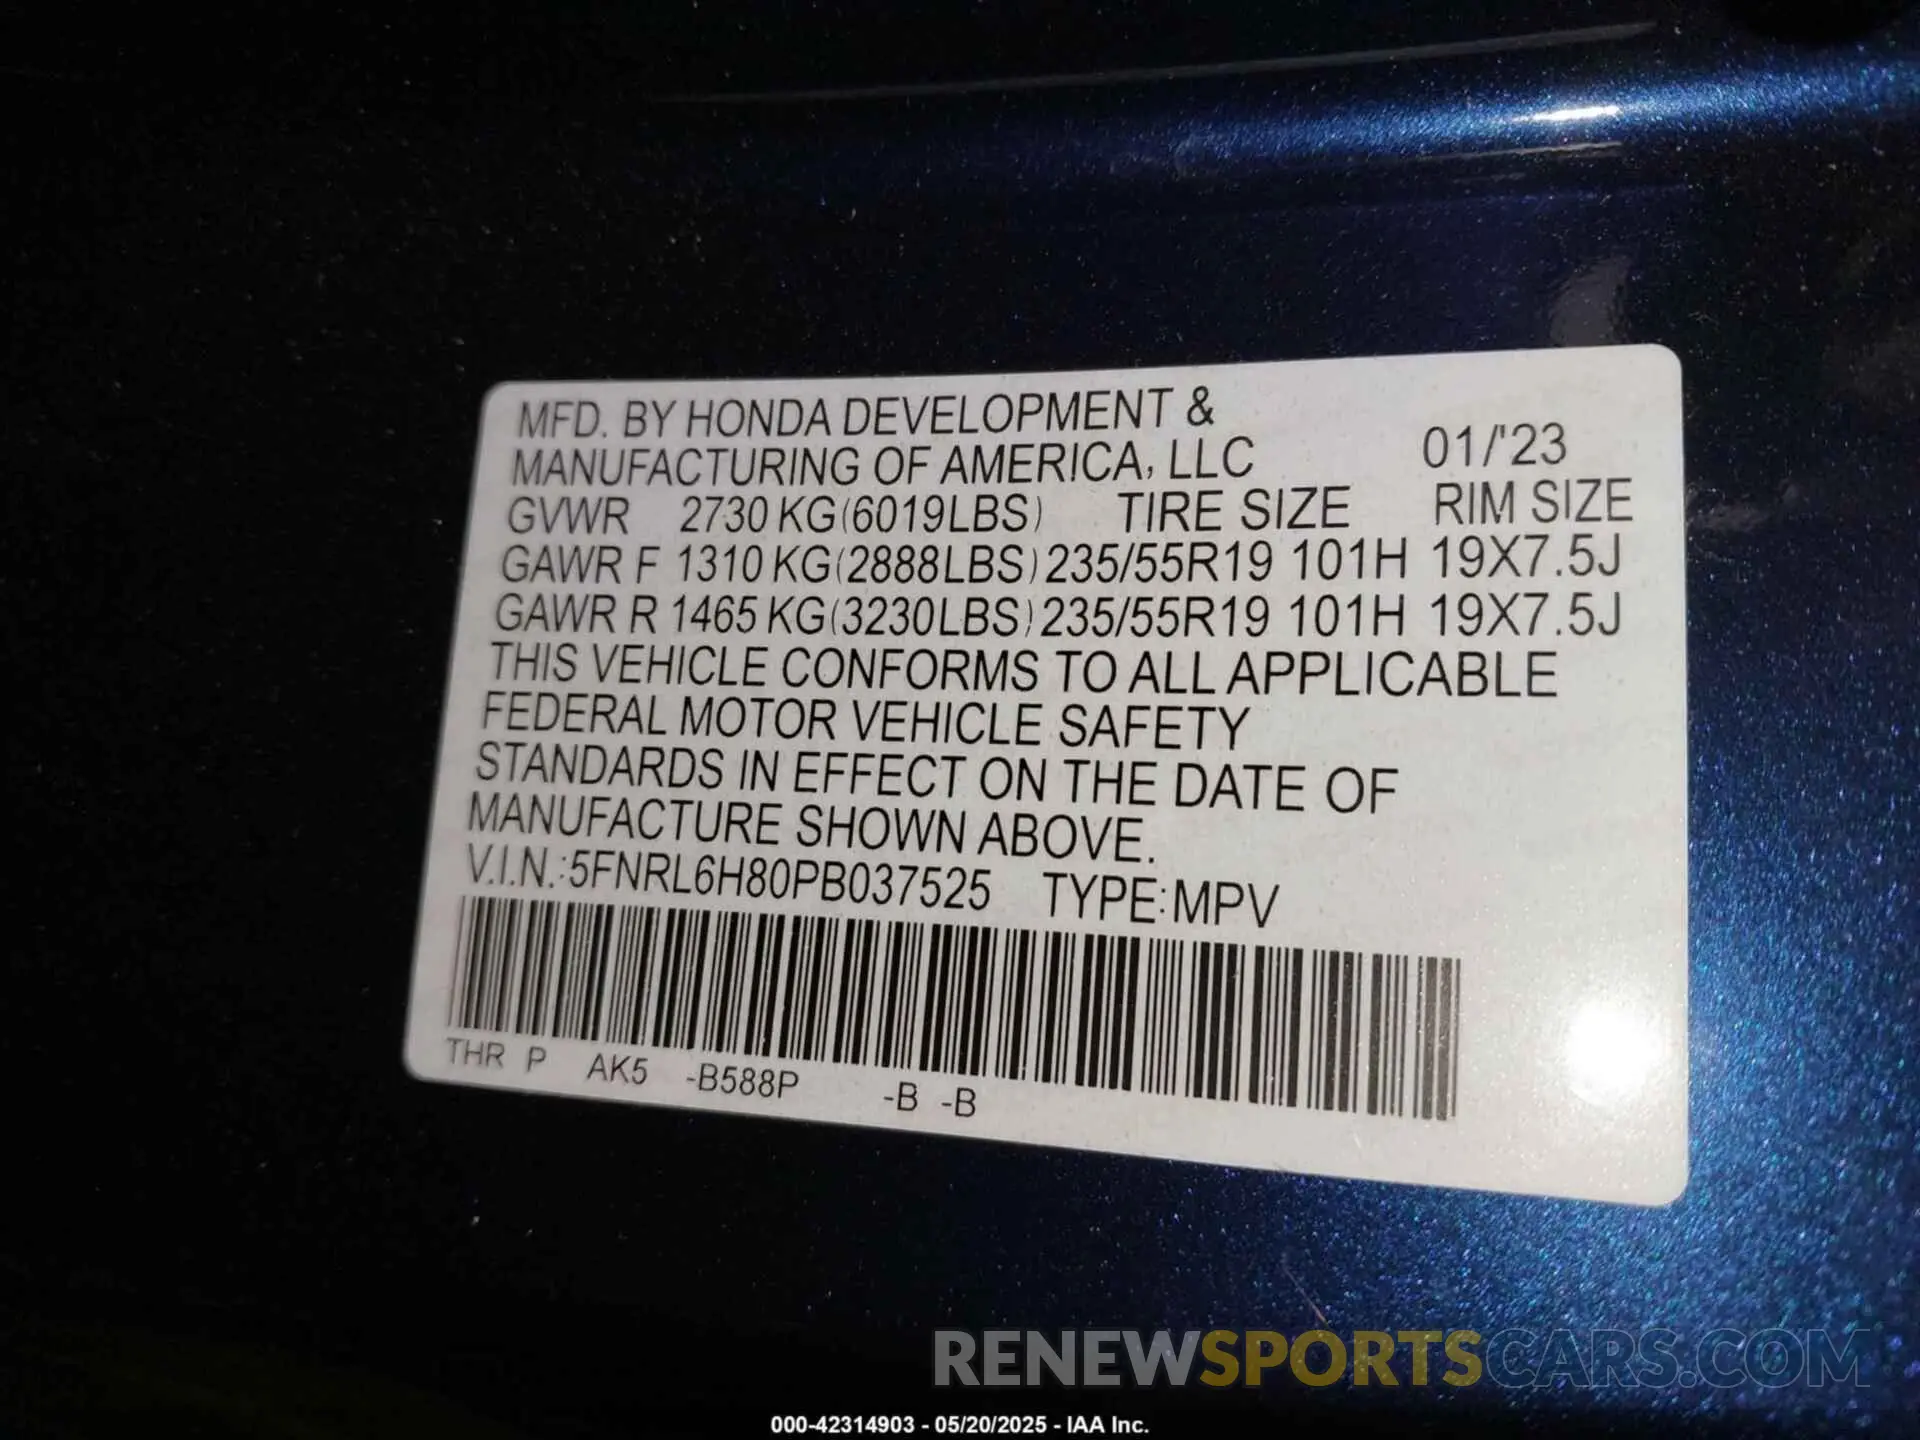 MFD. BY HONDA DEVELOPMENT &
MANUFACTURING OF AMERICA, LLC 01/'23
GVWR 2730 KG(6019LBS) TIRE SIZE RIM SIZE
GAWR F 1310 KG(2888LBS) 235/55R19 101H 19X7.5J
GAWR R 1465 KG(3230LBS) 235/55R19 101H 19X7.5J
THIS VEHICLE CONFORMS TO ALL APPLICABLE
FEDERAL MOTOR VEHICLE SAFETY
STANDARDS IN EFFECT ON THE DATE OF
MANUFACTURE SHOWN ABOVE.
V.I.N.:5FNRL6H80PB037525 TYPE:MPV
THR P AK5 -B588P -B -B
RENEWSPORTSCARS.COM
000-42314903 - 05/20/2025 - IAA Inc.